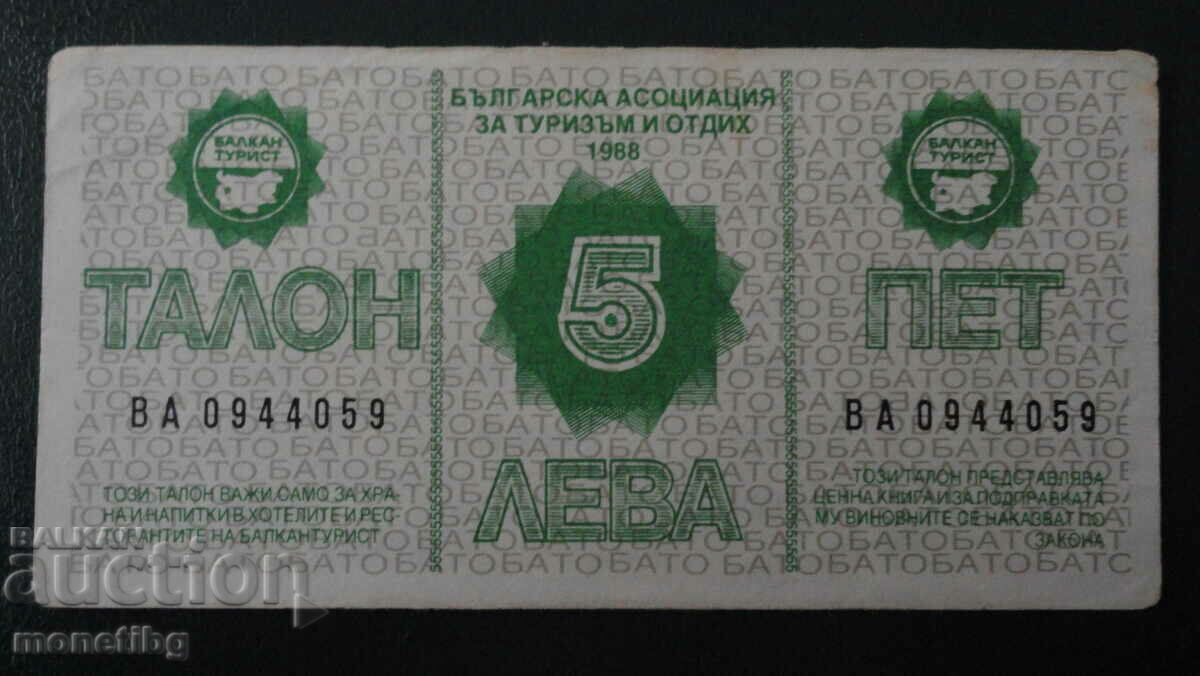 БАЛКАН
ТУРИСТ
ТАЛОН
ВА 0944059
ТОЗИ ТАЛОН ВАЖИ САМО ЗА ХРА-
НА И НАПИТКИ В ХОТЕЛИТЕ И РЕС-
ТОРАНТИТЕ НА БАЛКАНТУРИСТ
БЪЛГАРСКА АСОЦИАЦИЯ
ЗА ТУРИЗЪМ И ОТДИХ
1988
5
ЛЕВА
БАЛКАН
ТУРИСТ
ПЕТ
ВА 0944059
ТОЗИ ТАЛОН ПРЕДСТАВЛЯВА
ЦЕННА КНИГА И ЗА ПОДПРАВКАТА
МУ ВИНОВНИТЕ СЕ НАКАЗВАТ ПО
ЗАКОНА
BALKAN
auction
monetibg